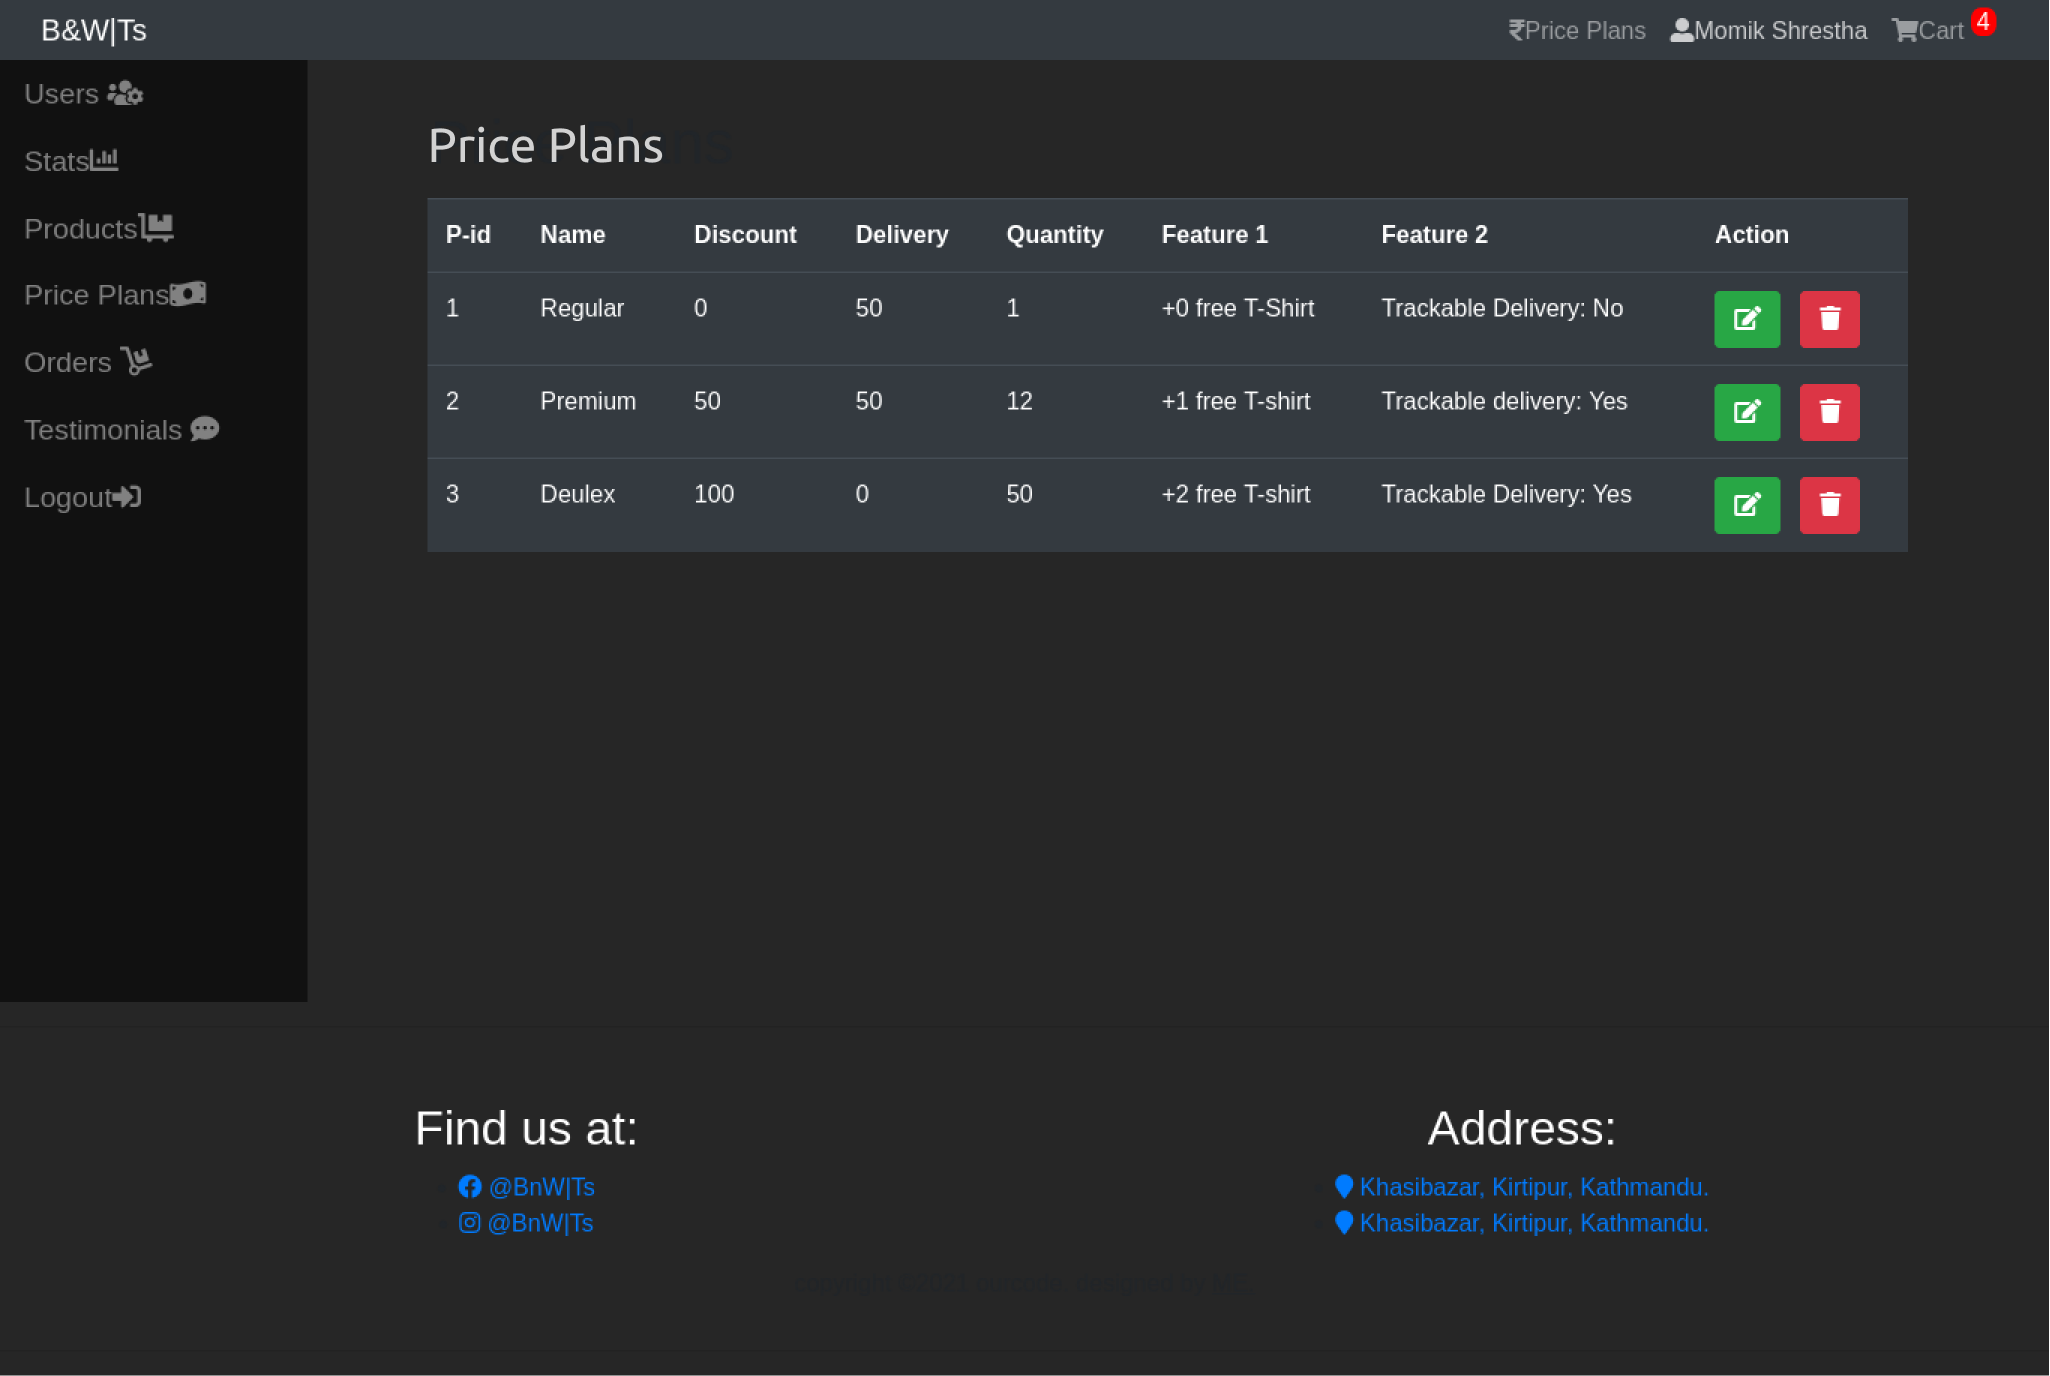 B&W|Ts
Price Plans Momik Shrestha Cart 4
Users
Stats
Products
Price Plans
Orders
Testimonials
Logout
Price Plans
P-id Name Discount Delivery Quantity Feature 1 Feature 2 Action
1 Regular 0 50 1 +0 free T-Shirt Trackable Delivery: No
2 Premium 50 50 12 +1 free T-shirt Trackable delivery: Yes
3 Deulex 100 0 50 +2 free T-shirt Trackable Delivery: Yes
Find us at:
@BnW|Ts
@BnW|Ts
Address:
Khasibazar, Kirtipur, Kathmandu.
Khasibazar, Kirtipur, Kathmandu.